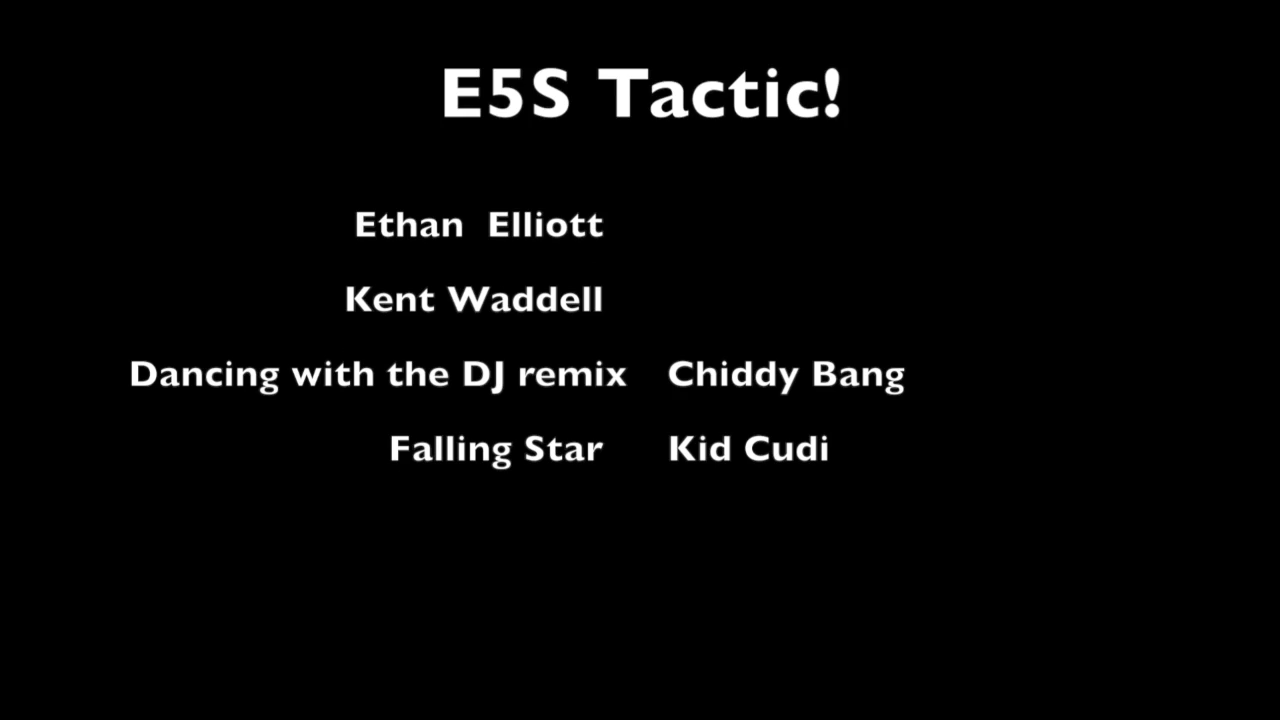 E5S Tactic!
Ethan Elliott
Kent Waddell
Dancing with the DJ remix Chiddy Bang
Falling Star Kid Cudi